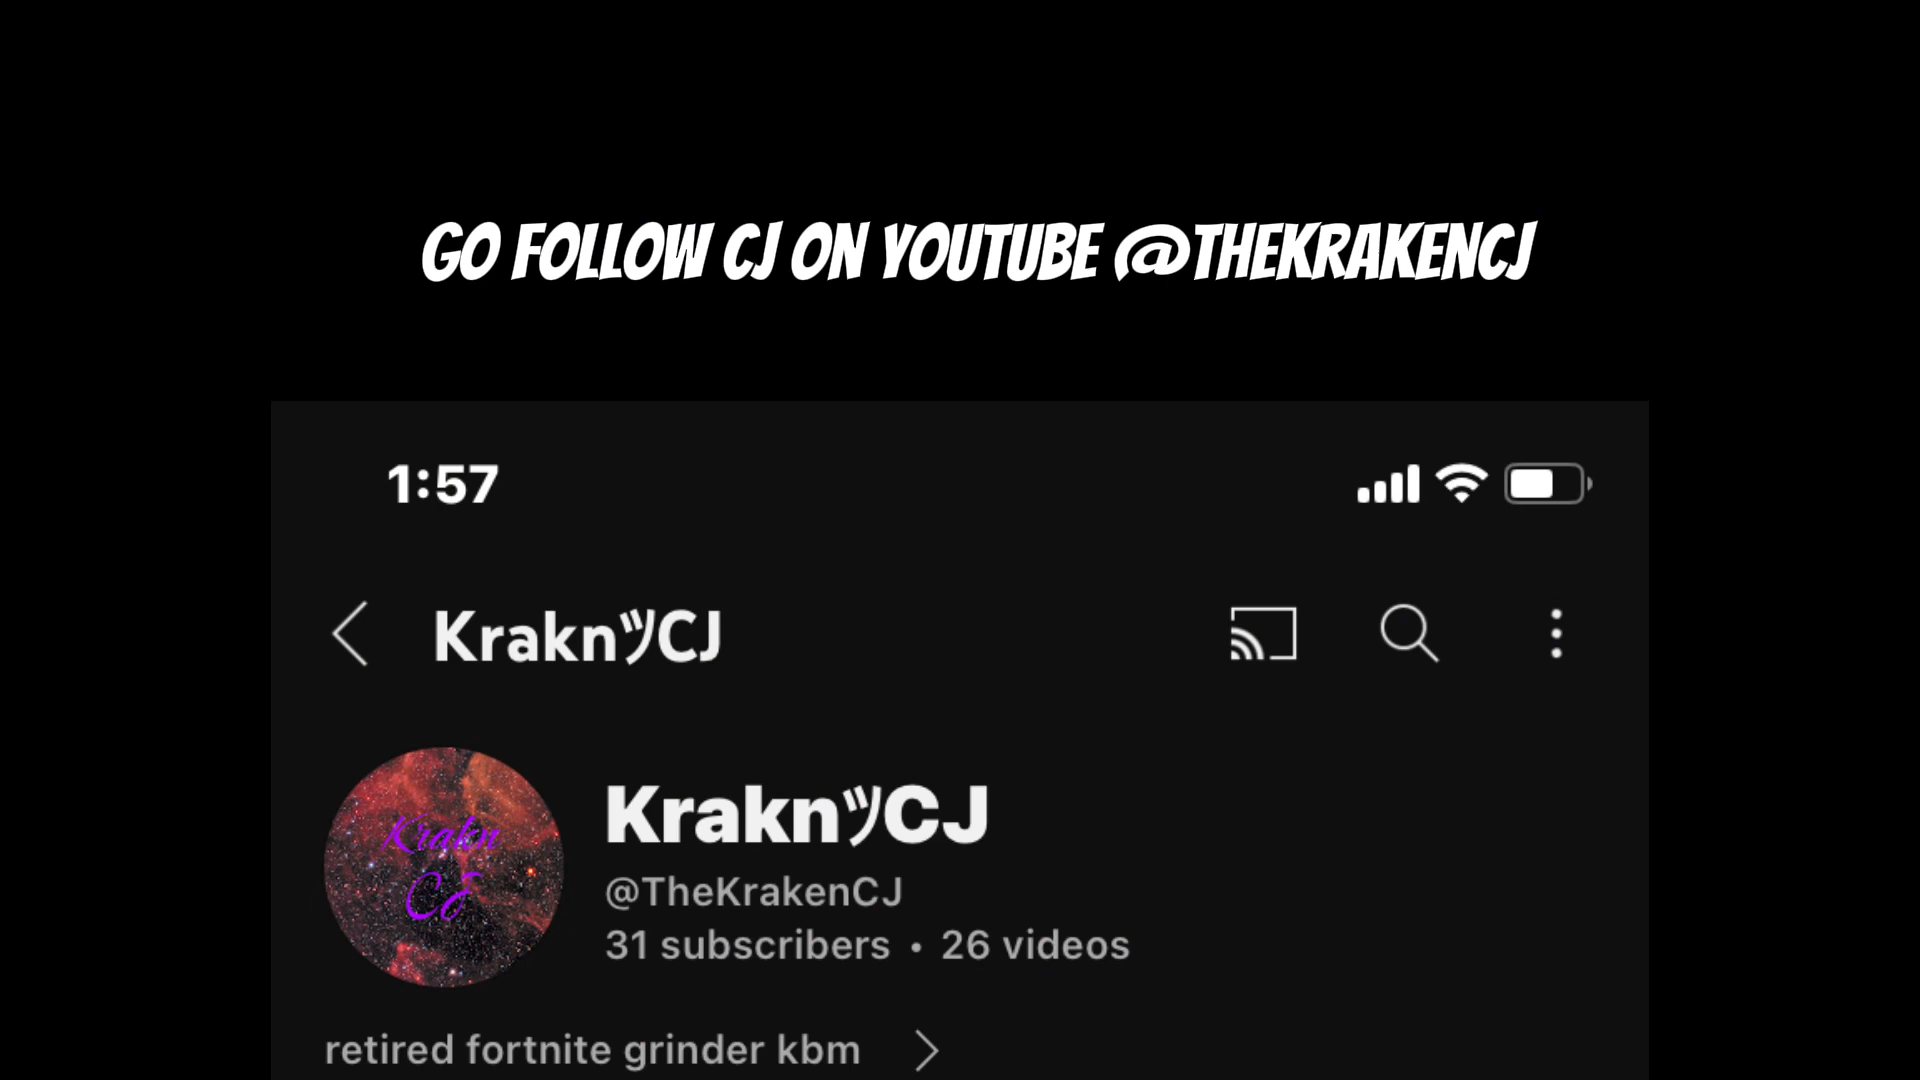 GO FOLLOW CJ ON YOUTUBE @THEKRAKENCJ
1:57
KraknツCJ
Krakn
CJ
KraknツCJ
@TheKrakenCJ
31 subscribers • 26 videos
retired fortnite grinder kbm